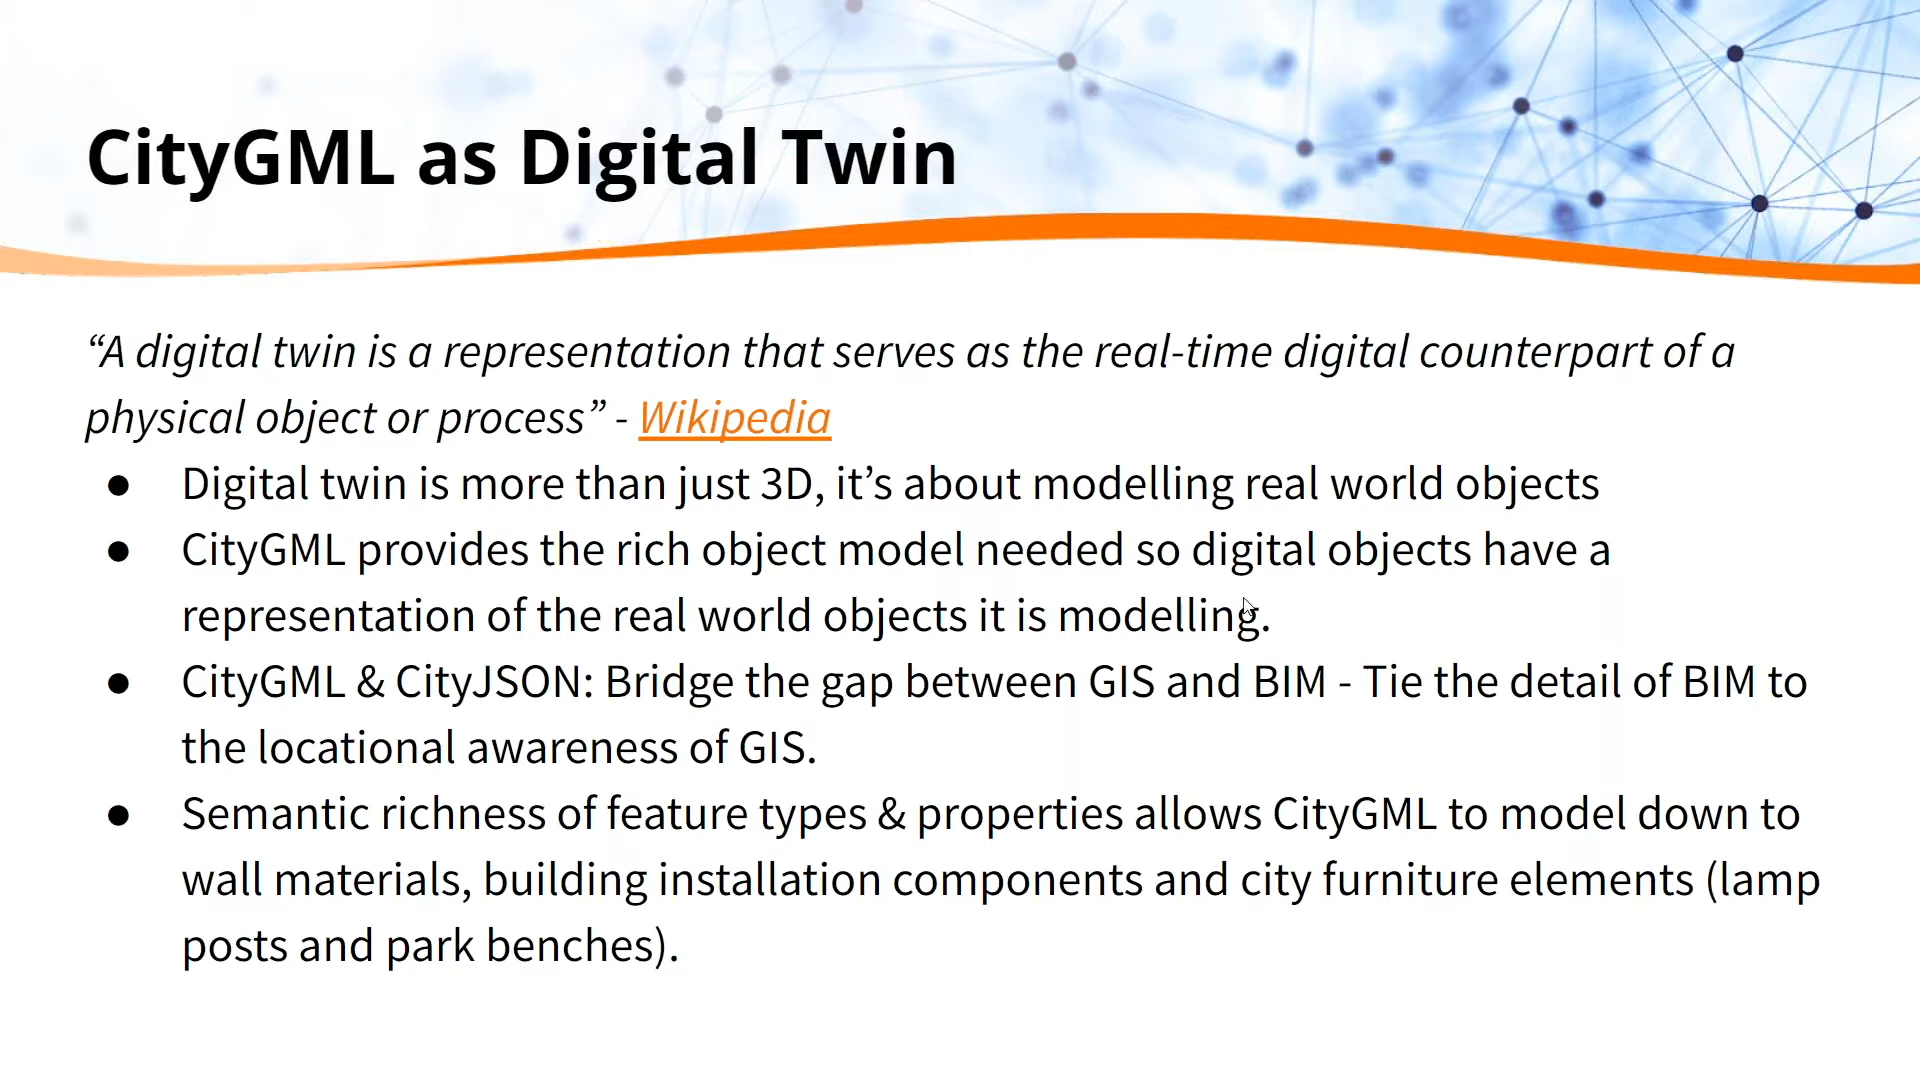 CityGML as Digital Twin
“A digital twin is a representation that serves as the real-time digital counterpart of a
physical object or process” - Wikipedia
● Digital twin is more than just 3D, it’s about modelling real world objects
● CityGML provides the rich object model needed so digital objects have a
representation of the real world objects it is modelling.
● CityGML & CityJSON: Bridge the gap between GIS and BIM - Tie the detail of BIM to
the locational awareness of GIS.
● Semantic richness of feature types & properties allows CityGML to model down to
wall materials, building installation components and city furniture elements (lamp
posts and park benches).